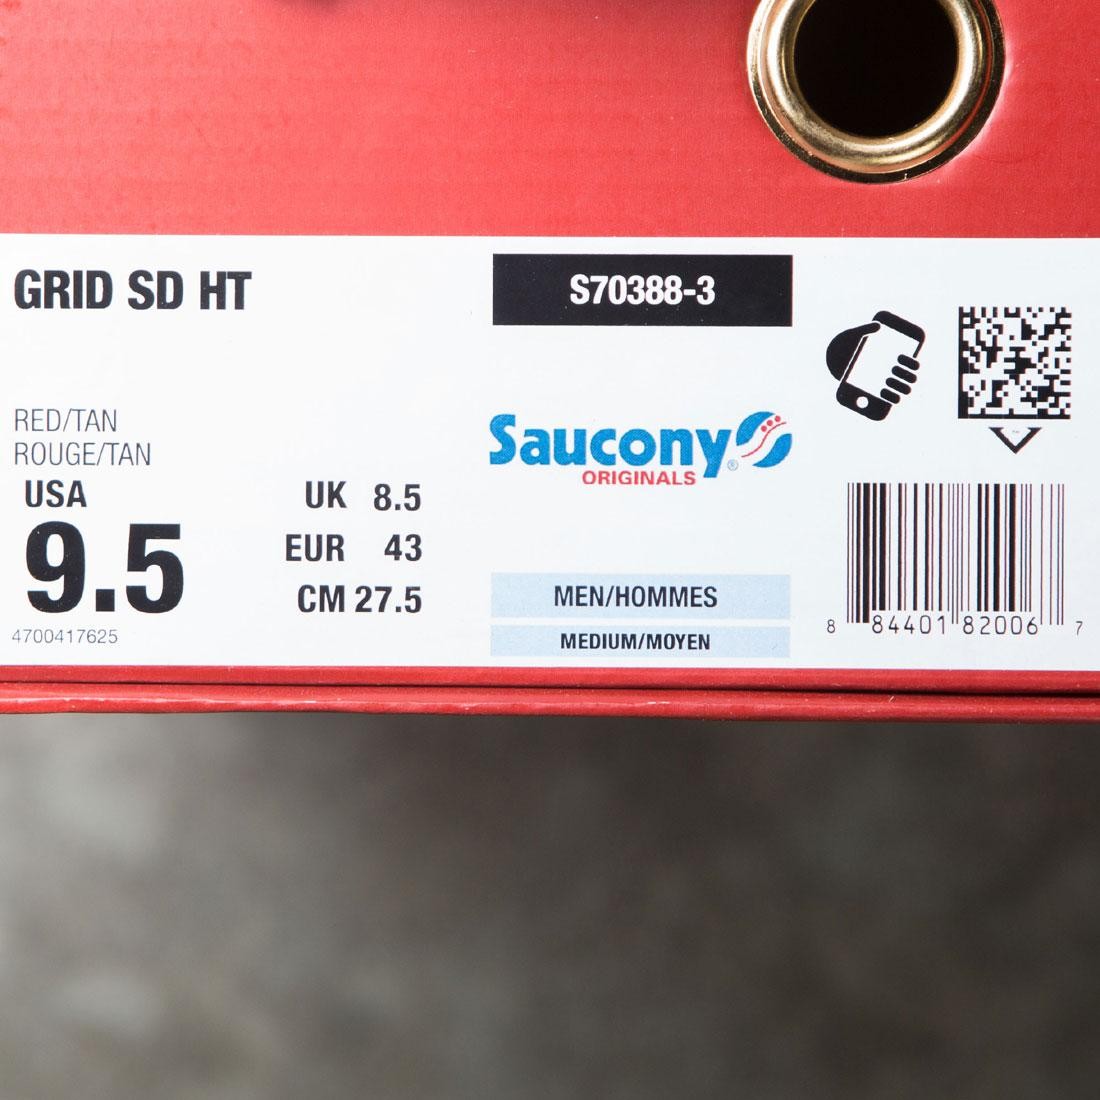 GRID SD HT
S70388-3
RED/TAN
ROUGE/TAN
USA
9.5
UK 8.5
EUR 43
CM 27.5
4700417625
Saucony®
ORIGINALS
MEN/HOMMES
MEDIUM/MOYEN
8 84401 82006 7